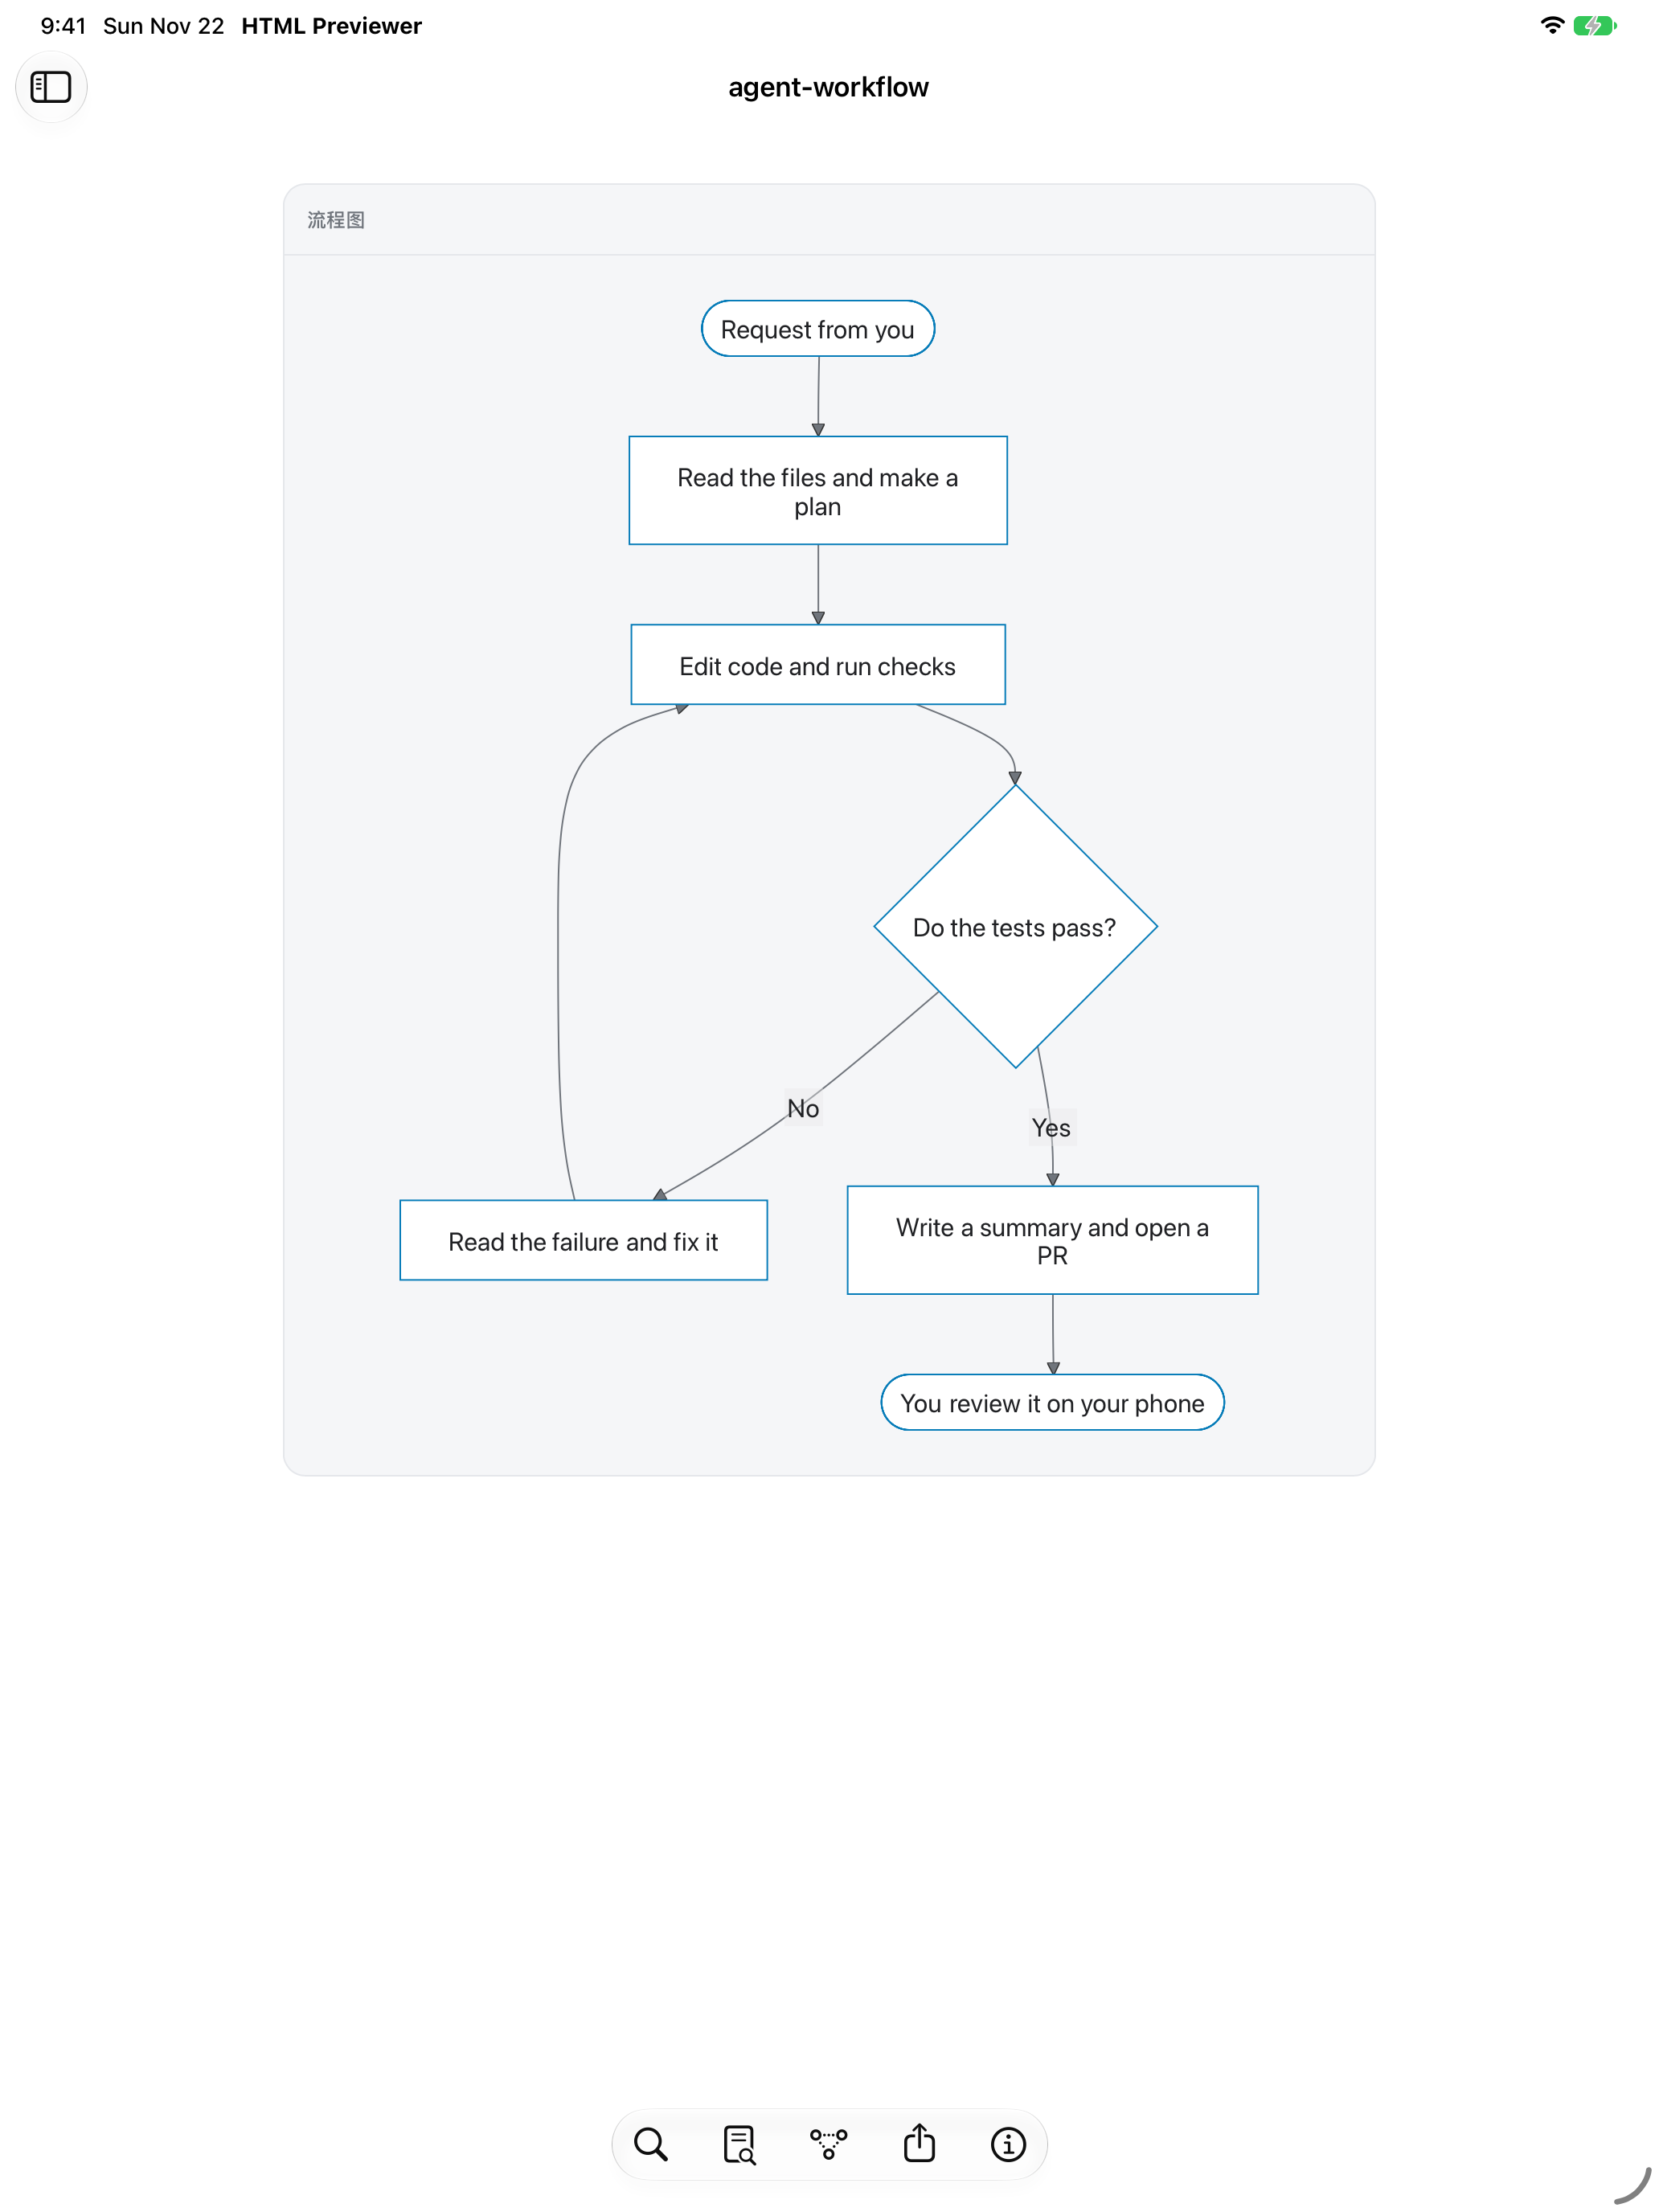 9:41 Sun Nov 22 HTML Previewer
agent-workflow
流程图
Request from you
Read the files and make a
plan
Edit code and run checks
Do the tests pass?
No
Yes
Read the failure and fix it
Write a summary and open a
PR
You review it on your phone